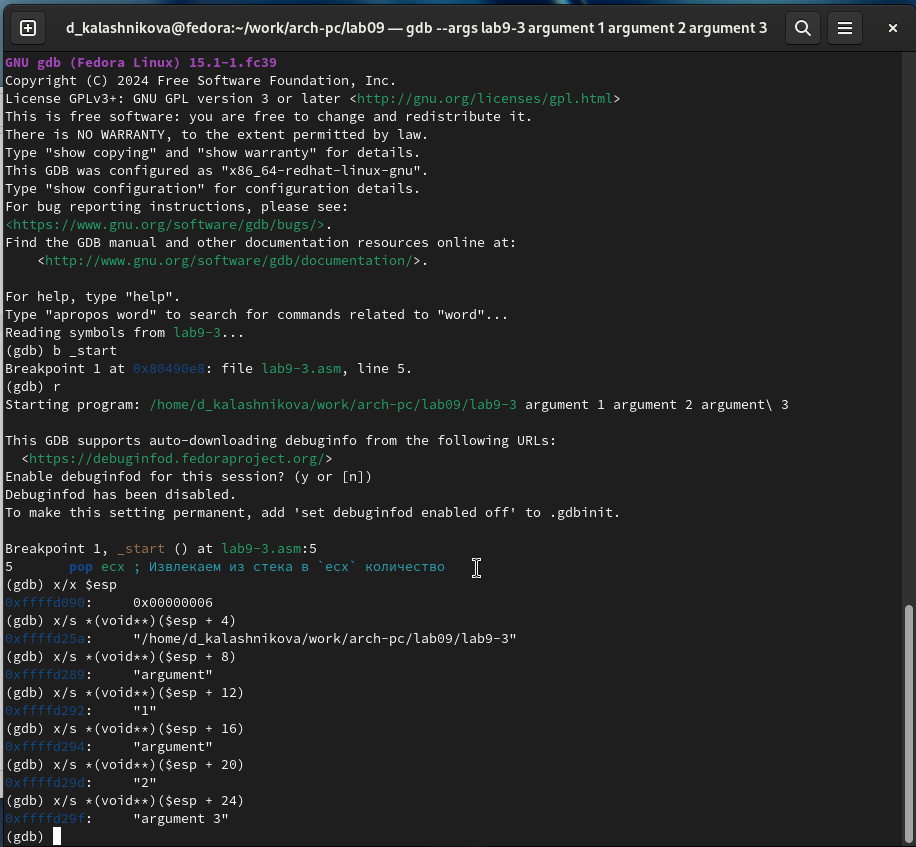 d_kalashnikova@fedora:~/work/arch-pc/lab09 — gdb --args lab9-3 argument 1 argument 2 argument 3
GNU gdb (Fedora Linux) 15.1-1.fc39
Copyright (C) 2024 Free Software Foundation, Inc.
License GPLv3+: GNU GPL version 3 or later <http://gnu.org/licenses/gpl.html>
This is free software: you are free to change and redistribute it.
There is NO WARRANTY, to the extent permitted by law.
Type "show copying" and "show warranty" for details.
This GDB was configured as "x86_64-redhat-linux-gnu".
Type "show configuration" for configuration details.
For bug reporting instructions, please see:
<https://www.gnu.org/software/gdb/bugs/>.
Find the GDB manual and other documentation resources online at:
    <http://www.gnu.org/software/gdb/documentation/>.

For help, type "help".
Type "apropos word" to search for commands related to "word"...
Reading symbols from lab9-3...
(gdb) b _start
Breakpoint 1 at 0x80490e8: file lab9-3.asm, line 5.
(gdb) r
Starting program: /home/d_kalashnikova/work/arch-pc/lab09/lab9-3 argument 1 argument 2 argument\ 3

This GDB supports auto-downloading debuginfo from the following URLs:
  <https://debuginfod.fedoraproject.org/>
Enable debuginfod for this session? (y or [n])
Debuginfod has been disabled.
To make this setting permanent, add 'set debuginfod enabled off' to .gdbinit.

Breakpoint 1, _start () at lab9-3.asm:5
5       pop ecx ; Извлекаем из стека в `ecx` количество
(gdb) x/x $esp
0xffffd090:     0x00000006
(gdb) x/s *(void**)($esp + 4)
0xffffd25a:     "/home/d_kalashnikova/work/arch-pc/lab09/lab9-3"
(gdb) x/s *(void**)($esp + 8)
0xffffd289:     "argument"
(gdb) x/s *(void**)($esp + 12)
0xffffd292:     "1"
(gdb) x/s *(void**)($esp + 16)
0xffffd294:     "argument"
(gdb) x/s *(void**)($esp + 20)
0xffffd29d:     "2"
(gdb) x/s *(void**)($esp + 24)
0xffffd29f:     "argument 3"
(gdb)